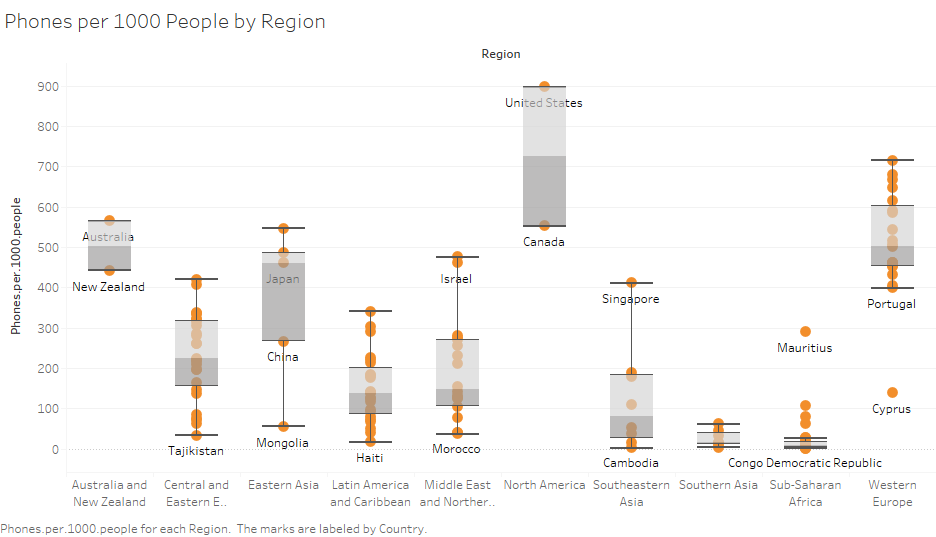 Phones per 1000 People by Region
Region
Phones.per.1000.people
900
800
700
600
500
400
300
200
100
0
United States
Australia
Canada
New Zealand
Japan
Israel
Singapore
Portugal
China
Mauritius
Cyprus
Tajikistan
Mongolia
Haiti
Morocco
Cambodia
Congo Democratic Republic
Australia and
New Zealand
Central and
Eastern E..
Eastern Asia
Latin America
and Caribbean
Middle East
and Norther..
North America
Southeastern
Asia
Southern Asia
Sub-Saharan
Africa
Western
Europe
Phones.per.1000.people for each Region. The marks are labeled by Country.